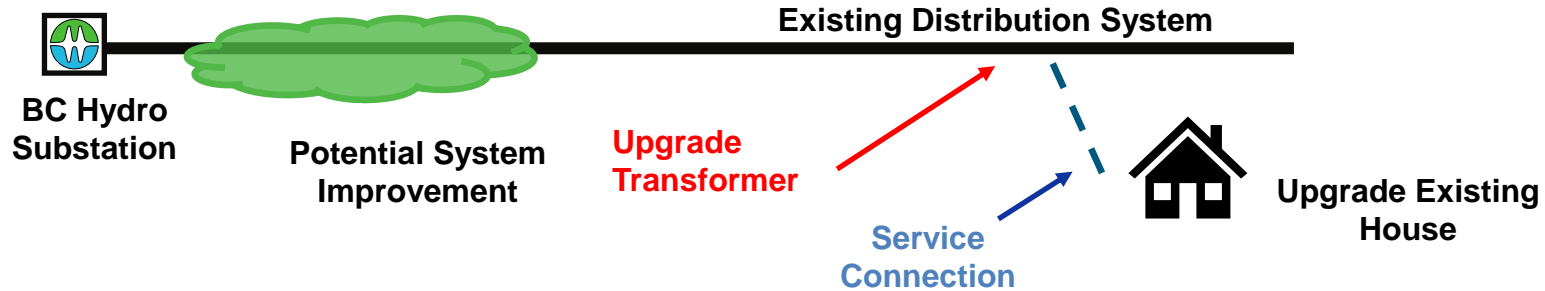 Existing Distribution System
BC Hydro
Substation
Potential System
Improvement
Upgrade
Transformer
Service
Connection
Upgrade Existing
House